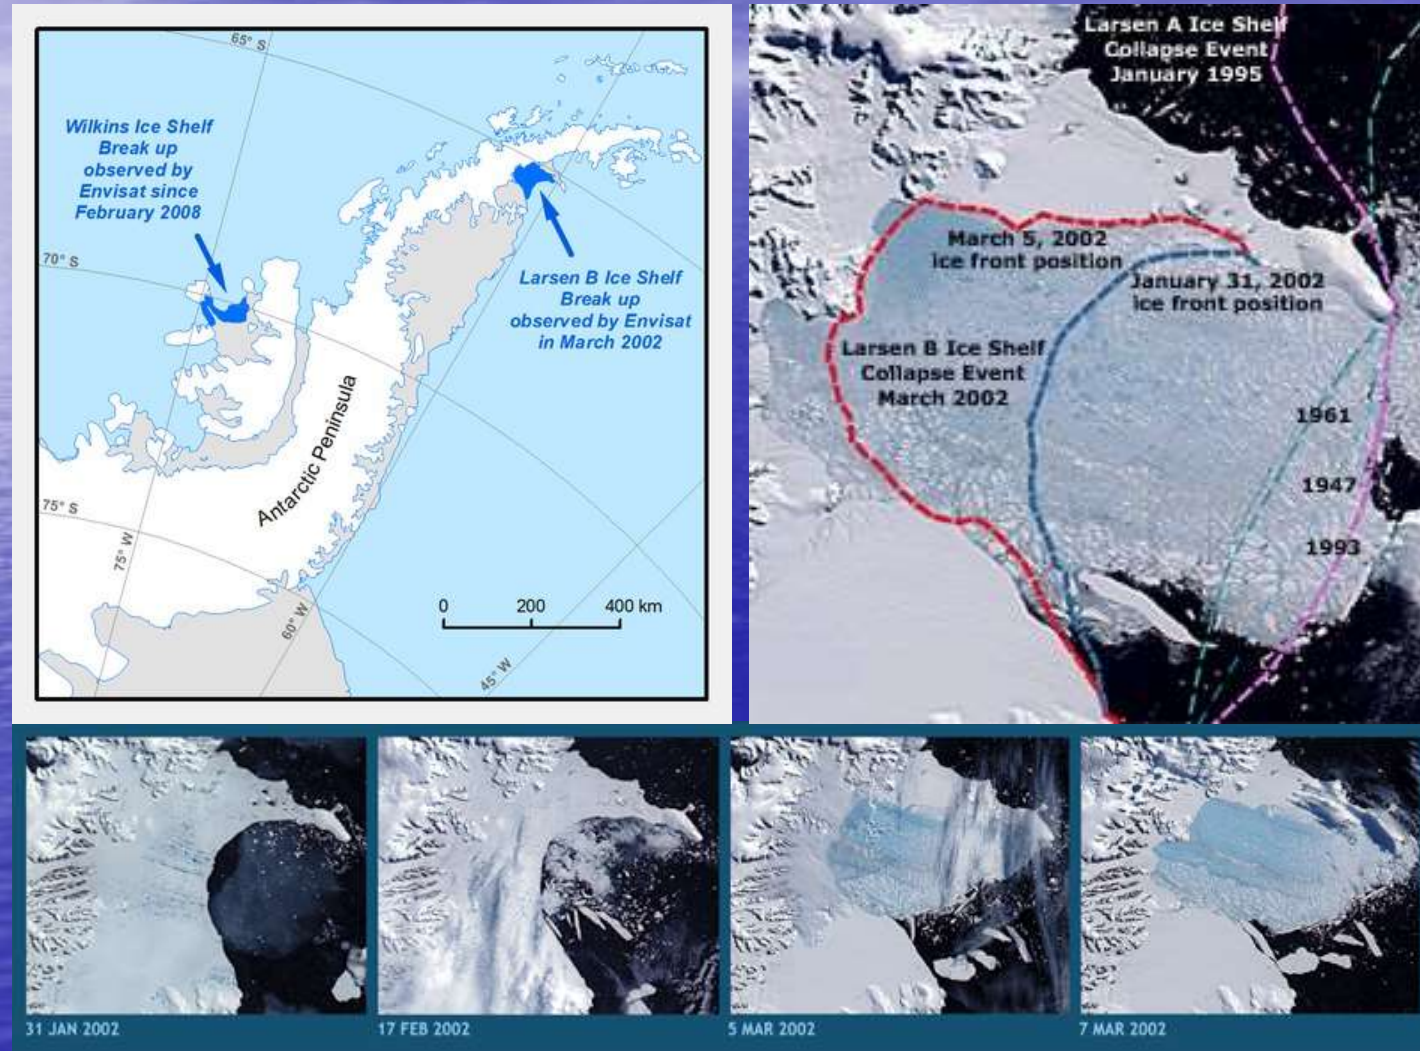 65° S
Wilkins Ice Shelf
Break up
observed by
Envisat since
February 2008
70° S
Larsen B Ice Shelf
Break up
observed by Envisat
in March 2002
Antarctic Peninsula
75° S
75° W
60° W
45° W
0 200 400 km
Larsen A Ice Shelf
Collapse Event
January 1995
March 5, 2002
ice front position
January 31, 2002
ice front position
Larsen B Ice Shelf
Collapse Event
March 2002
1961
1947
1993
31 JAN 2002
17 FEB 2002
5 MAR 2002
7 MAR 2002